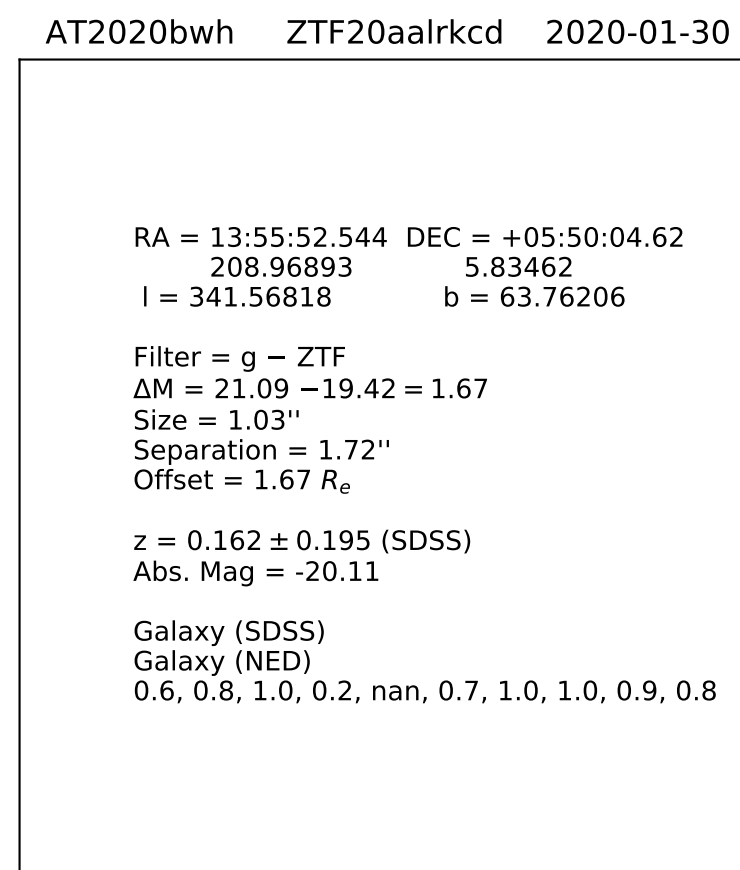 AT2020bwh ZTF20aalrkcd 2020-01-30
RA = 13:55:52.544 DEC = +05:50:04.62
208.96893 5.83462
l = 341.56818 b = 63.76206
Filter = g − ZTF
ΔM = 21.09 −19.42 = 1.67
Size = 1.03''
Separation = 1.72''
Offset = 1.67 Rₑ
z = 0.162 ± 0.195 (SDSS)
Abs. Mag = -20.11
Galaxy (SDSS)
Galaxy (NED)
0.6, 0.8, 1.0, 0.2, nan, 0.7, 1.0, 1.0, 0.9, 0.8